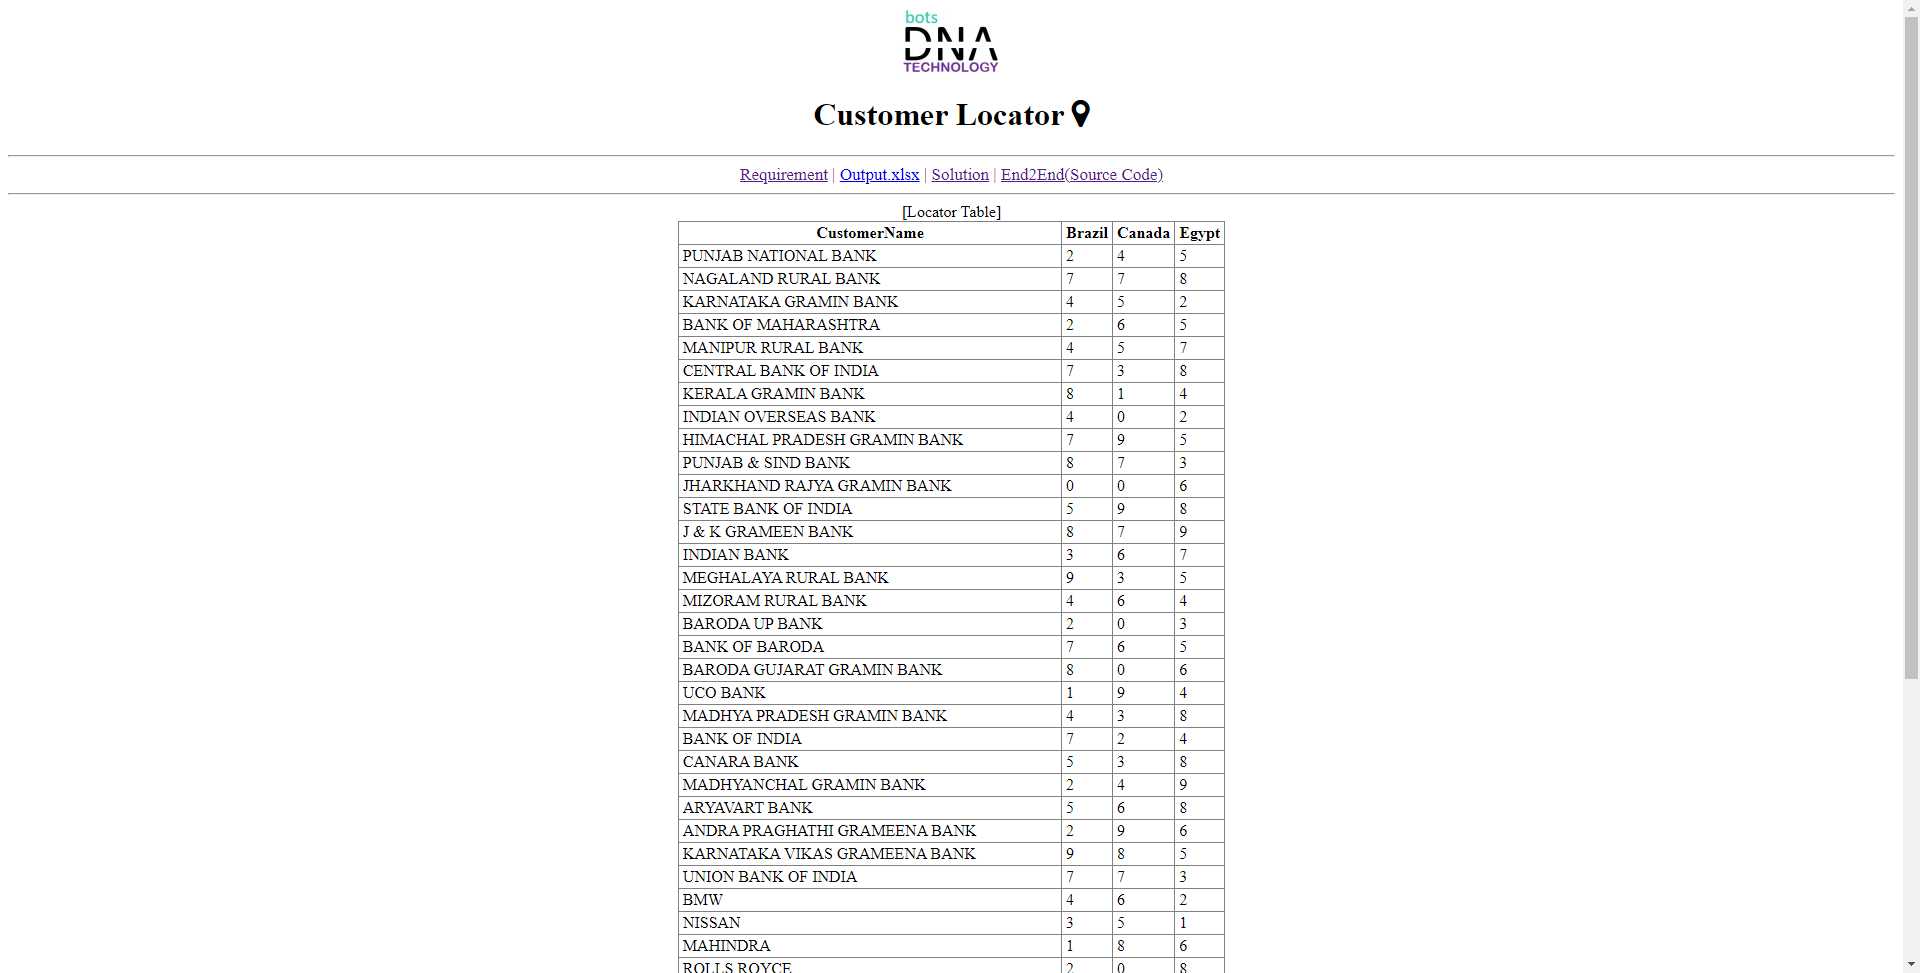 bots
DNA
TECHNOLOGY
Customer Locator
Requirement | Output.xlsx | Solution | End2End(Source Code)
[Locator Table]
CustomerName Brazil Canada Egypt
PUNJAB NATIONAL BANK 2 4 5
NAGALAND RURAL BANK 7 7 8
KARNATAKA GRAMIN BANK 4 5 2
BANK OF MAHARASHTRA 2 6 5
MANIPUR RURAL BANK 4 5 7
CENTRAL BANK OF INDIA 7 3 8
KERALA GRAMIN BANK 8 1 4
INDIAN OVERSEAS BANK 4 0 2
HIMACHAL PRADESH GRAMIN BANK 7 9 5
PUNJAB & SIND BANK 8 7 3
JHARKHAND RAJYA GRAMIN BANK 0 0 6
STATE BANK OF INDIA 5 9 8
J & K GRAMEEN BANK 8 7 9
INDIAN BANK 3 6 7
MEGHALAYA RURAL BANK 9 3 5
MIZORAM RURAL BANK 4 6 4
BARODA UP BANK 2 0 3
BANK OF BARODA 7 6 5
BARODA GUJARAT GRAMIN BANK 8 0 6
UCO BANK 1 9 4
MADHYA PRADESH GRAMIN BANK 4 3 8
BANK OF INDIA 7 2 4
CANARA BANK 5 3 8
MADHYANCHAL GRAMIN BANK 2 4 9
ARYAVART BANK 5 6 8
ANDRA PRAGHATHI GRAMEENA BANK 2 9 6
KARNATAKA VIKAS GRAMEENA BANK 9 8 5
UNION BANK OF INDIA 7 7 3
BMW 4 6 2
NISSAN 3 5 1
MAHINDRA 1 8 6
ROLLS ROYCE 2 0 8